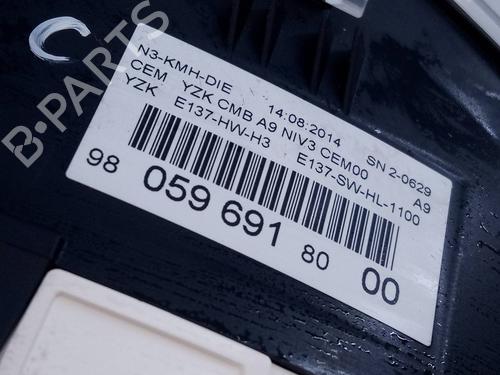 C
B-PARTS
N3-KMH-DIE 14:08:2014 SN 2-0629
CEM YZK CMB A9 NIV3 CEM00 A9
YZK E137-HW-H3 E137-SW-HL-1100
98 059 691 80 00